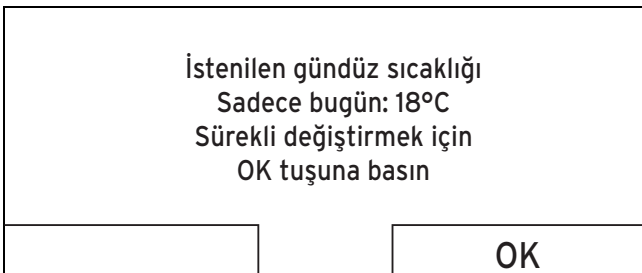 İstenilen gündüz sıcaklığı
Sadece bugün: 18°C
Sürekli değiştirmek için
OK tuşuna basın
OK